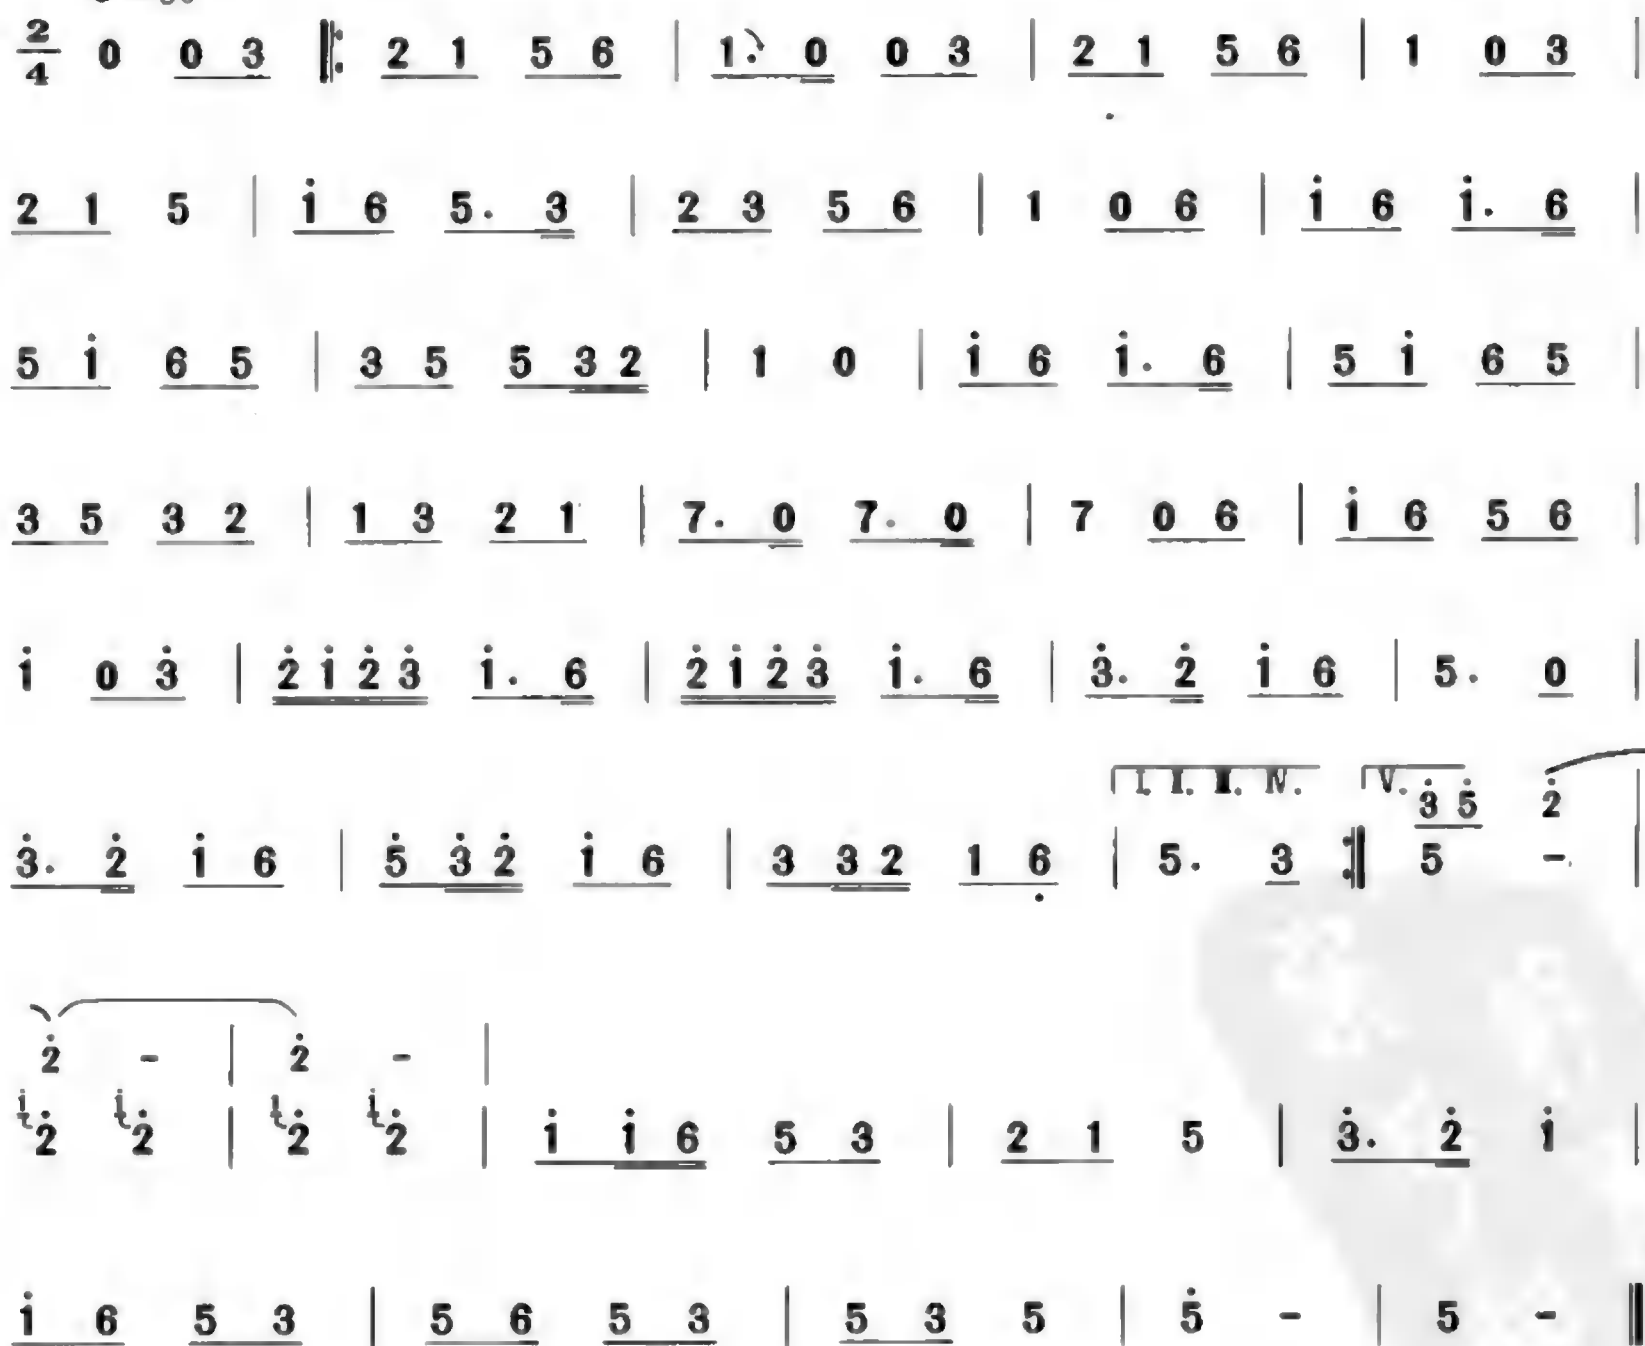 2/4 0 0 3 ‖: 2 1 5 6 | 1. 0 0 3 | 2 1 5 6 | 1 0 3 |
2 1 5 | i̇ 6 5. 3 | 2 3 5 6 | 1 0 6 | i̇ 6 i̇. 6 |
5 i̇ 6 5 | 3 5 5 3 2 | 1 0 | i̇ 6 i̇. 6 | 5 i̇ 6 5 |
3 5 3 2 | 1 3 2 1 | 7. 0 7. 0 | 7 0 6 | i̇ 6 5 6 |
i̇ 0 3̇ | 2̇ i̇ 2̇ 3̇ i̇. 6 | 2̇ i̇ 2̇ 3̇ i̇. 6 | 3̇. 2̇ i̇ 6 | 5. 0 |
I. II. III. IV. V. 3̇ 5̇ 2̇
3̇. 2̇ i̇ 6 | 5̇ 3̇ 2̇ i̇ 6 | 3 3 2 1 6̣ | 5. 3 :‖ 5 - |
2̇ - | 2̇ - |
i̇ 2̇ i̇ 2̇ | i̇ 2̇ i̇ 2̇ | i̇ i̇ 6 5 3 | 2 1 5 | 3̇. 2̇ i̇ |
i̇ 6 5 3 | 5 6 5 3 | 5 3 5 | 5̇ - | 5 - ‖